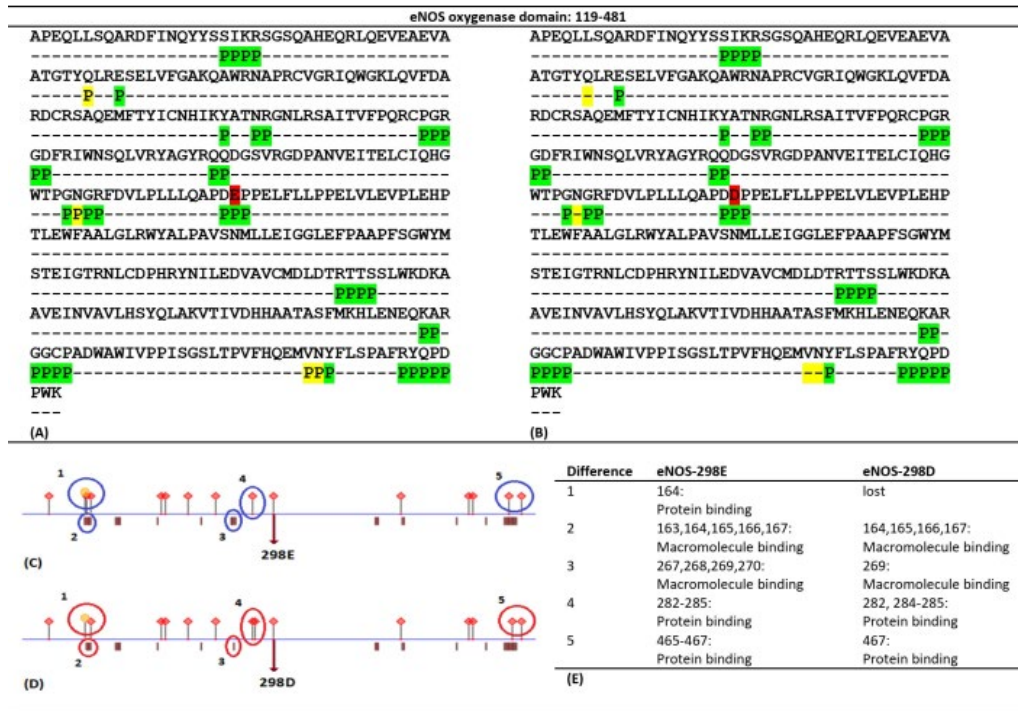 eNOS oxygenase domain: 119-481
APEQLLSQARDFINQYYSSIKRSGSQAHEQRLQEVEAEVA
------------------PPPP------------------
ATGTYQLRESELVFGAKQAWRNAPRCVGRIQWGKLQVFDA
-----P--P-------------------------------
RDCRSAQEMFTYICNHIKYATNRGNLRSAITVFPQRCPGR
------------------P--PP--------------PPP
GDFRIWNSQLVRYAGYRQQDGSVRGDPANVEITELCIQHG
PP---------------PP---------------------
WTPGNGRFDVLPLLLQAPDEPPELFLLPPELVLEVPLEHP
---PPPP-----------PPP-------------------
TLEWFAALGLRWYALPAVSNMLLEIGGLEFPAAPFSGWYM
----------------------------------------
STEIGTRNLCDPHRYNILEDVAVCMDLDTRTTSSLWKDKA
-----------------------------PPPP-------
AVEINVAVLHSYQLAKVTIVDHHAATASFMKHLENEQKAR
-------------------------------------PP-
GGCPADWAWIVPPISGSLTPVFHQEMVNYFLSPAFRYQPD
PPPP----------------------PPP------PPPPP
PWK
---
(A)
APEQLLSQARDFINQYYSSIKRSGSQAHEQRLQEVEAEVA
------------------PPPP------------------
ATGTYQLRESELVFGAKQAWRNAPRCVGRIQWGKLQVFDA
--------P-------------------------------
RDCRSAQEMFTYICNHIKYATNRGNLRSAITVFPQRCPGR
------------------P--PP--------------PPP
GDFRIWNSQLVRYAGYRQQDGSVRGDPANVEITELCIQHG
PP---------------PP---------------------
WTPGNGRFDVLPLLLQAPDDPPELFLLPPELVLEVPLEHP
---P-PP-----------PPP-------------------
TLEWFAALGLRWYALPAVSNMLLEIGGLEFPAAPFSGWYM
----------------------------------------
STEIGTRNLCDPHRYNILEDVAVCMDLDTRTTSSLWKDKA
-----------------------------PPPP-------
AVEINVAVLHSYQLAKVTIVDHHAATASFMKHLENEQKAR
-------------------------------------PP-
GGCPADWAWIVPPISGSLTPVFHQEMVNYFLSPAFRYQPD
PPPP------------------------P------PPPPP
PWK
---
(B)
1 4 5
2 3
298E
(C)
1 4 5
2 3
298D
(D)
Difference eNOS-298E eNOS-298D
1 164: lost
Protein binding
2 163,164,165,166,167: 164,165,166,167:
Macromolecule binding Macromolecule binding
3 267,268,269,270: 269:
Macromolecule binding Macromolecule binding
4 282-285: 282, 284-285:
Protein binding Protein binding
5 465-467: 467:
Protein binding Protein binding
(E)